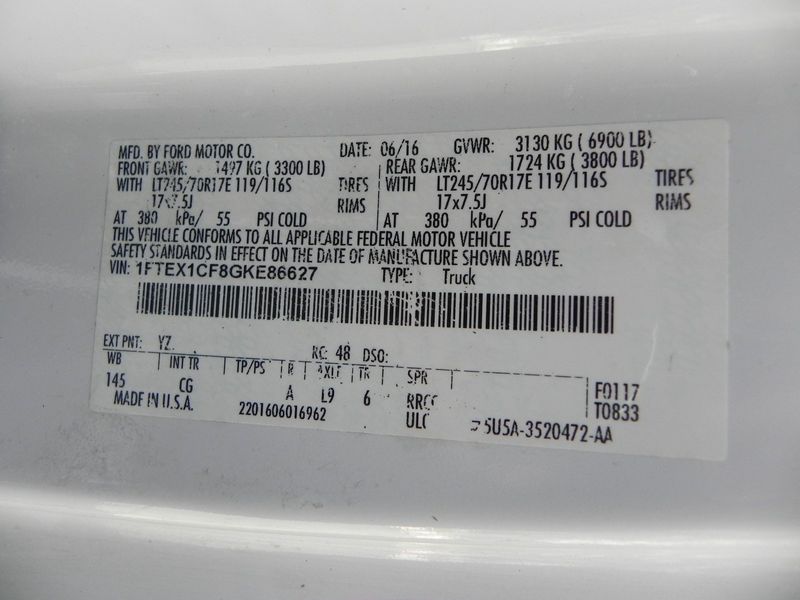 MFD. BY FORD MOTOR CO. DATE: 06/16 GVWR: 3130 KG ( 6900 LB)
FRONT GAWR: 1497 KG ( 3300 LB) REAR GAWR: 1724 KG ( 3800 LB)
WITH LT245/70R17E 119/116S TIRES WITH LT245/70R17E 119/116S TIRES
17x7.5J RIMS 17x7.5J RIMS
AT 380 kPa/ 55 PSI COLD AT 380 kPa/ 55 PSI COLD
THIS VEHICLE CONFORMS TO ALL APPLICABLE FEDERAL MOTOR VEHICLE
SAFETY STANDARDS IN EFFECT ON THE DATE OF MANUFACTURE SHOWN ABOVE.
VIN: 1FTEX1CF8GKE86627 TYPE: Truck
EXT PNT: YZ RC: 48 DSO:
WB INT TR TP/PS R AXLE TR SPR
145 CG A L9 6 F0117
MADE IN U.S.A. 2201606016962 T0833
5U5A-3520472-AA